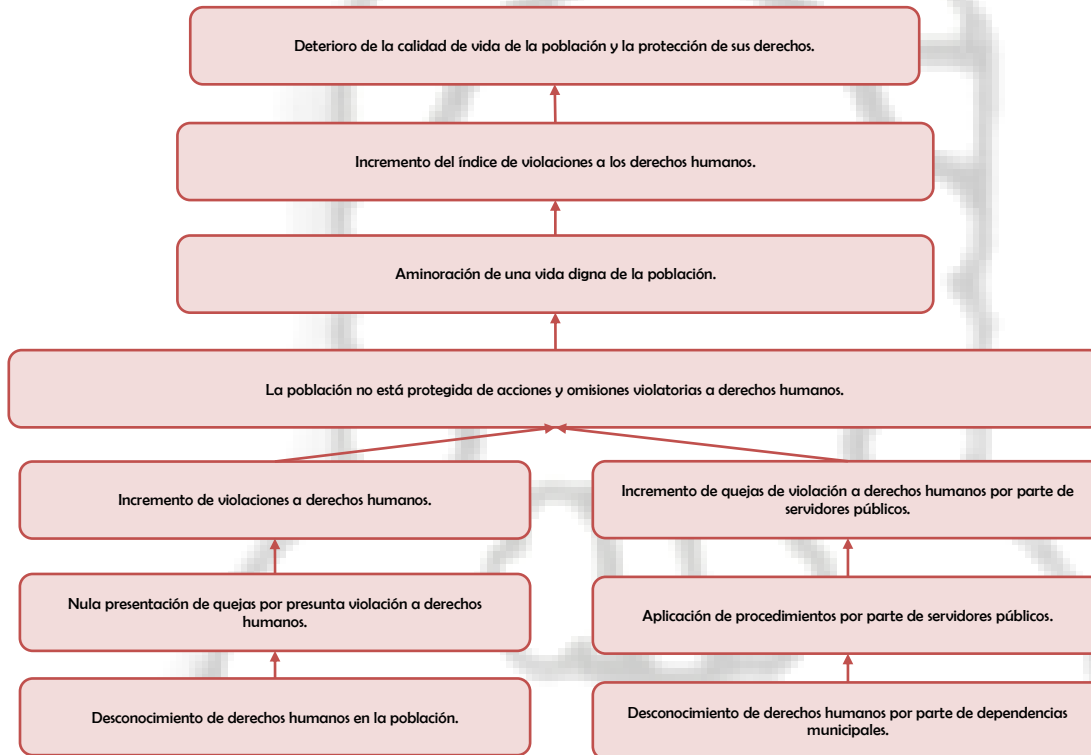 Deterioro de la calidad de vida de la población y la protección de sus derechos.
Incremento del índice de violaciones a los derechos humanos.
Aminoración de una vida digna de la población.
La población no está protegida de acciones y omisiones violatorias a derechos humanos.
Incremento de violaciones a derechos humanos.
Incremento de quejas de violación a derechos humanos por parte de
servidores públicos.
Nula presentación de quejas por presunta violación a derechos
humanos.
Aplicación de procedimientos por parte de servidores públicos.
Desconocimiento de derechos humanos en la población.
Desconocimiento de derechos humanos por parte de dependencias
municipales.